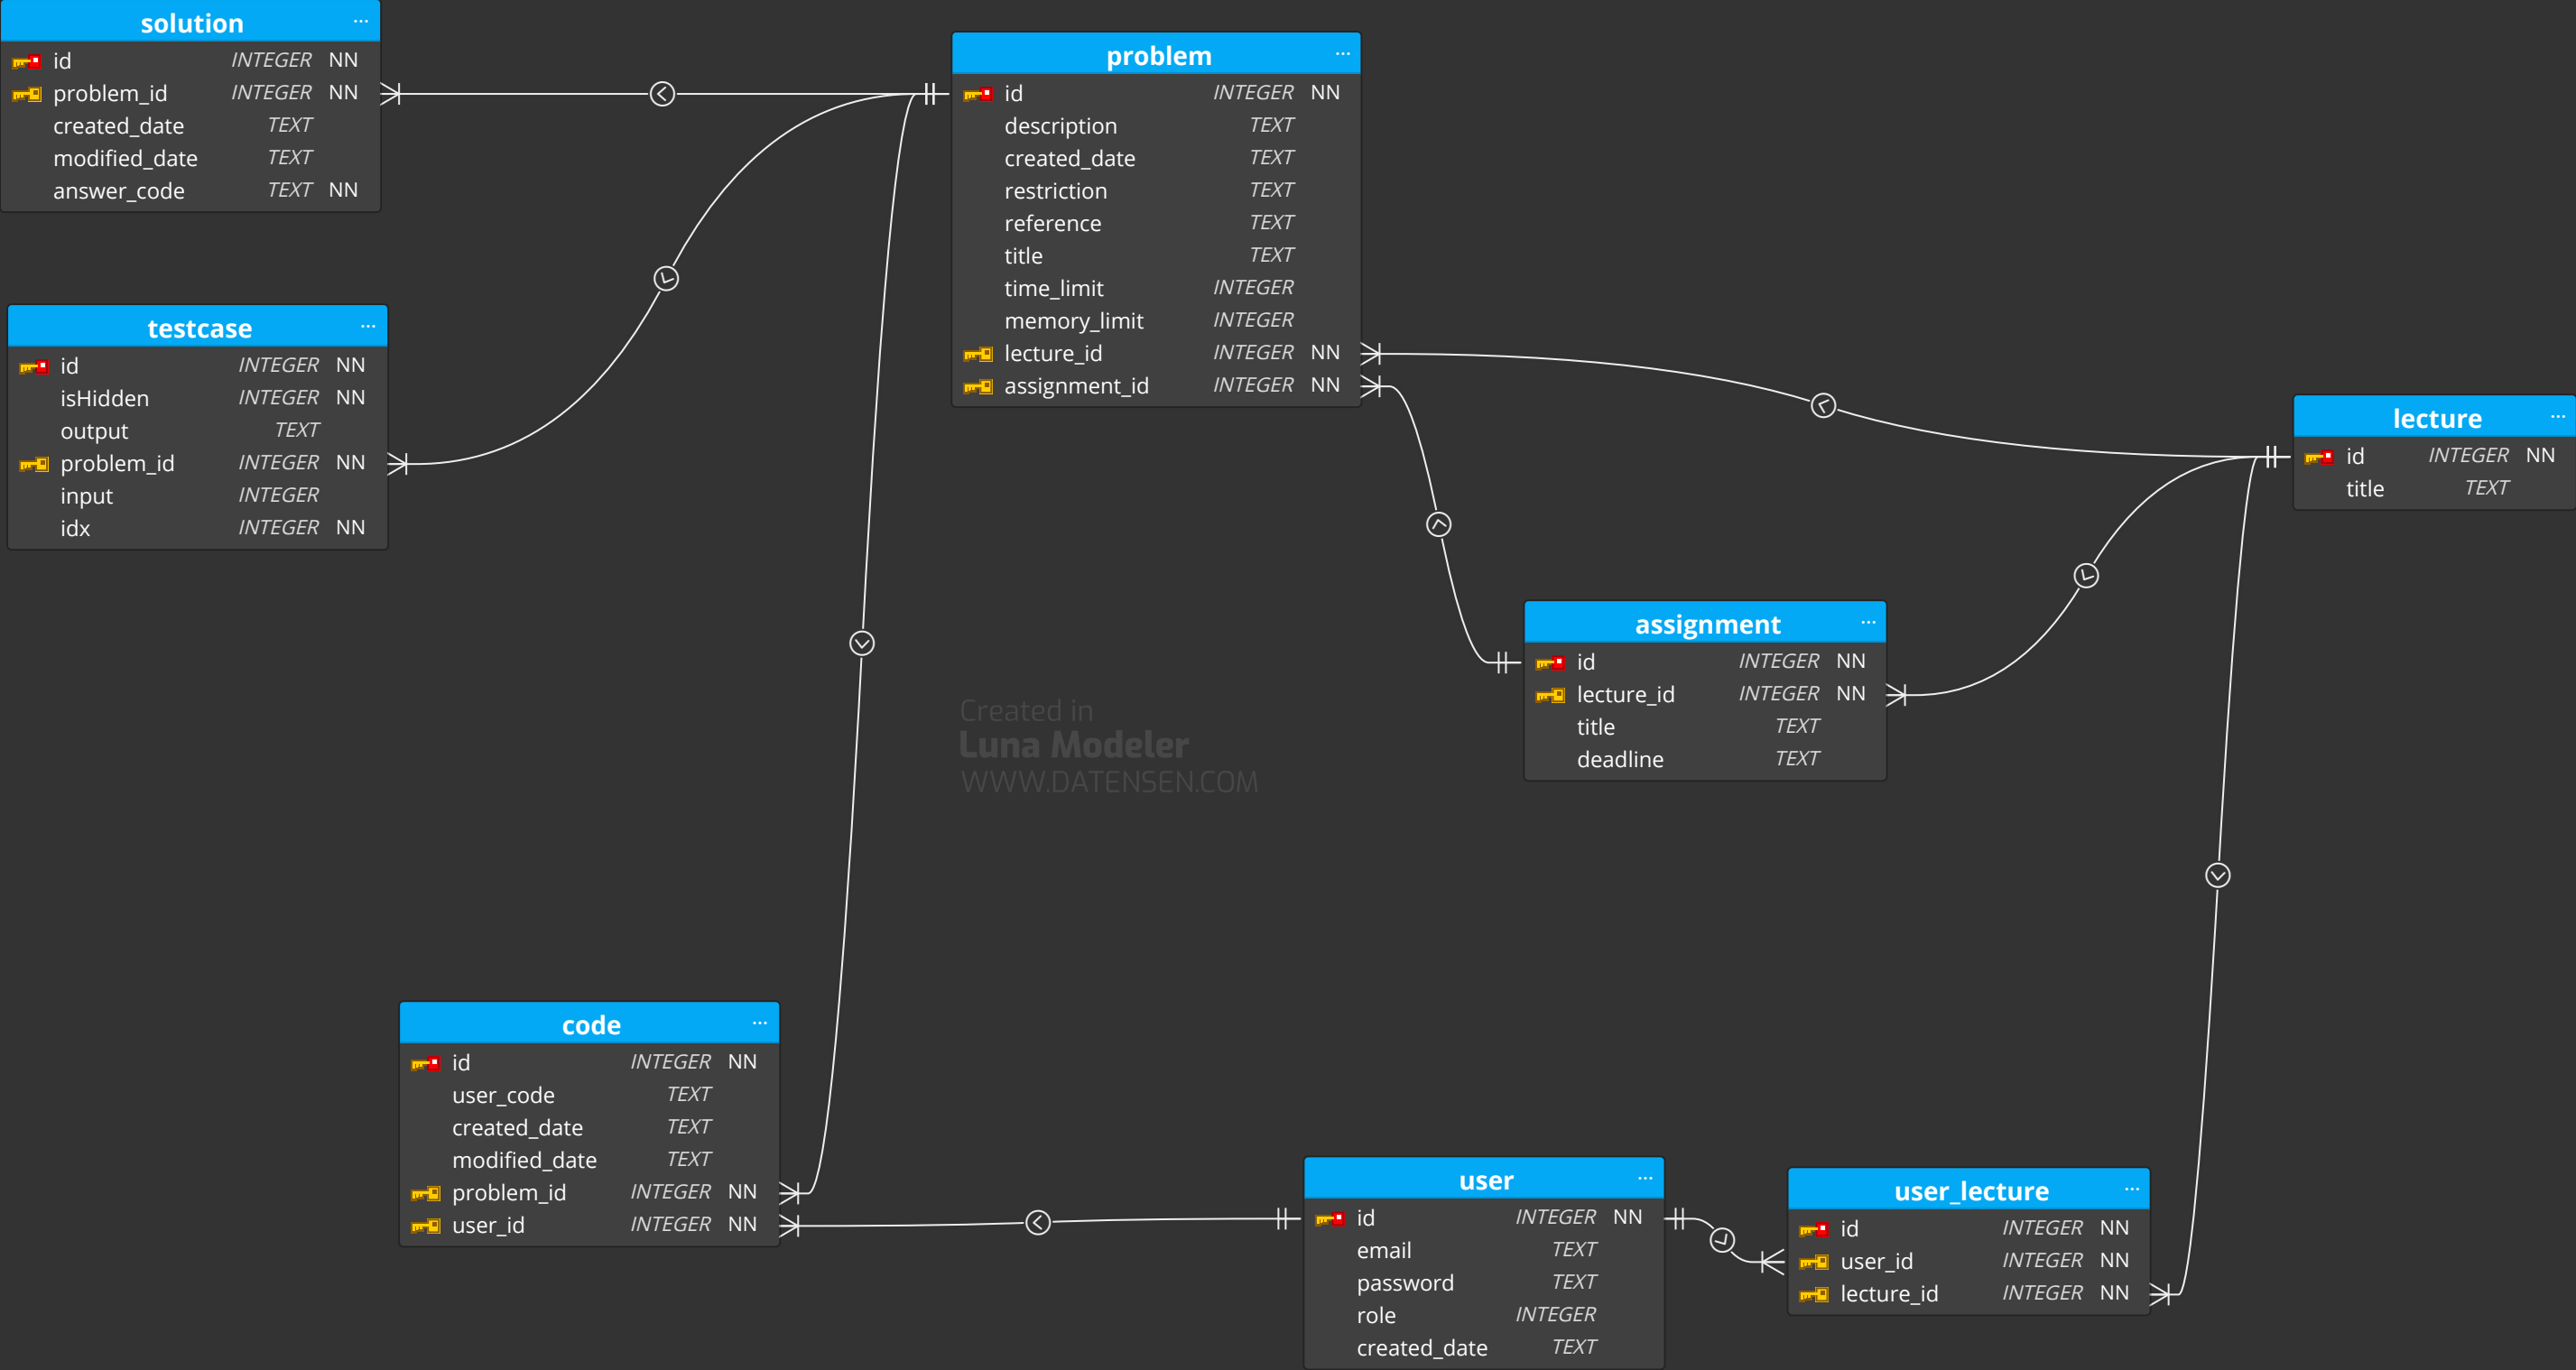 solution ...
id INTEGER NN
problem_id INTEGER NN
created_date TEXT
modified_date TEXT
answer_code TEXT NN
problem ...
id INTEGER NN
description TEXT
created_date TEXT
restriction TEXT
reference TEXT
title TEXT
time_limit INTEGER
memory_limit INTEGER
lecture_id INTEGER NN
assignment_id INTEGER NN
testcase ...
id INTEGER NN
isHidden INTEGER NN
output TEXT
problem_id INTEGER NN
input INTEGER
idx INTEGER NN
lecture ...
id INTEGER NN
title TEXT
assignment ...
id INTEGER NN
lecture_id INTEGER NN
title TEXT
deadline TEXT
Created in
Luna Modeler
WWW.DATENSEN.COM
code ...
id INTEGER NN
user_code TEXT
created_date TEXT
modified_date TEXT
problem_id INTEGER NN
user_id INTEGER NN
user ...
id INTEGER NN
email TEXT
password TEXT
role INTEGER
created_date TEXT
user_lecture ...
id INTEGER NN
user_id INTEGER NN
lecture_id INTEGER NN